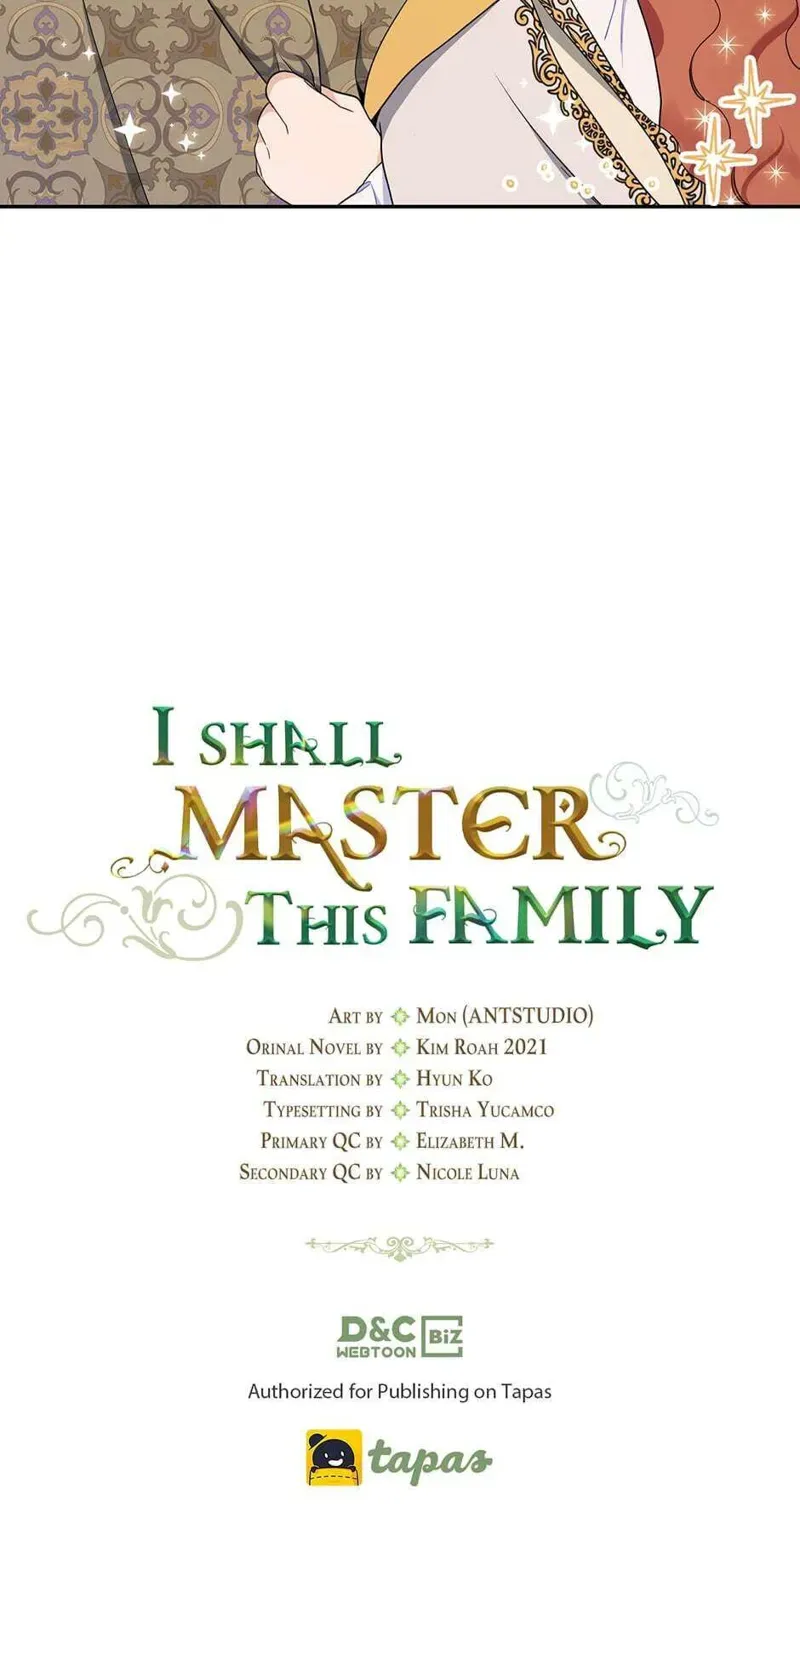 I SHALL
MASTER
THIS FAMILY
ART BY MON (ANTSTUDIO)
ORINAL NOVEL BY KIM ROAH 2021
TRANSLATION BY HYUN KO
TYPESETTING BY TRISHA YUCAMCO
PRIMARY QC BY ELIZABETH M.
SECONDARY QC BY NICOLE LUNA
D&C
WEBTOON BiZ
Authorized for Publishing on Tapas
tapas